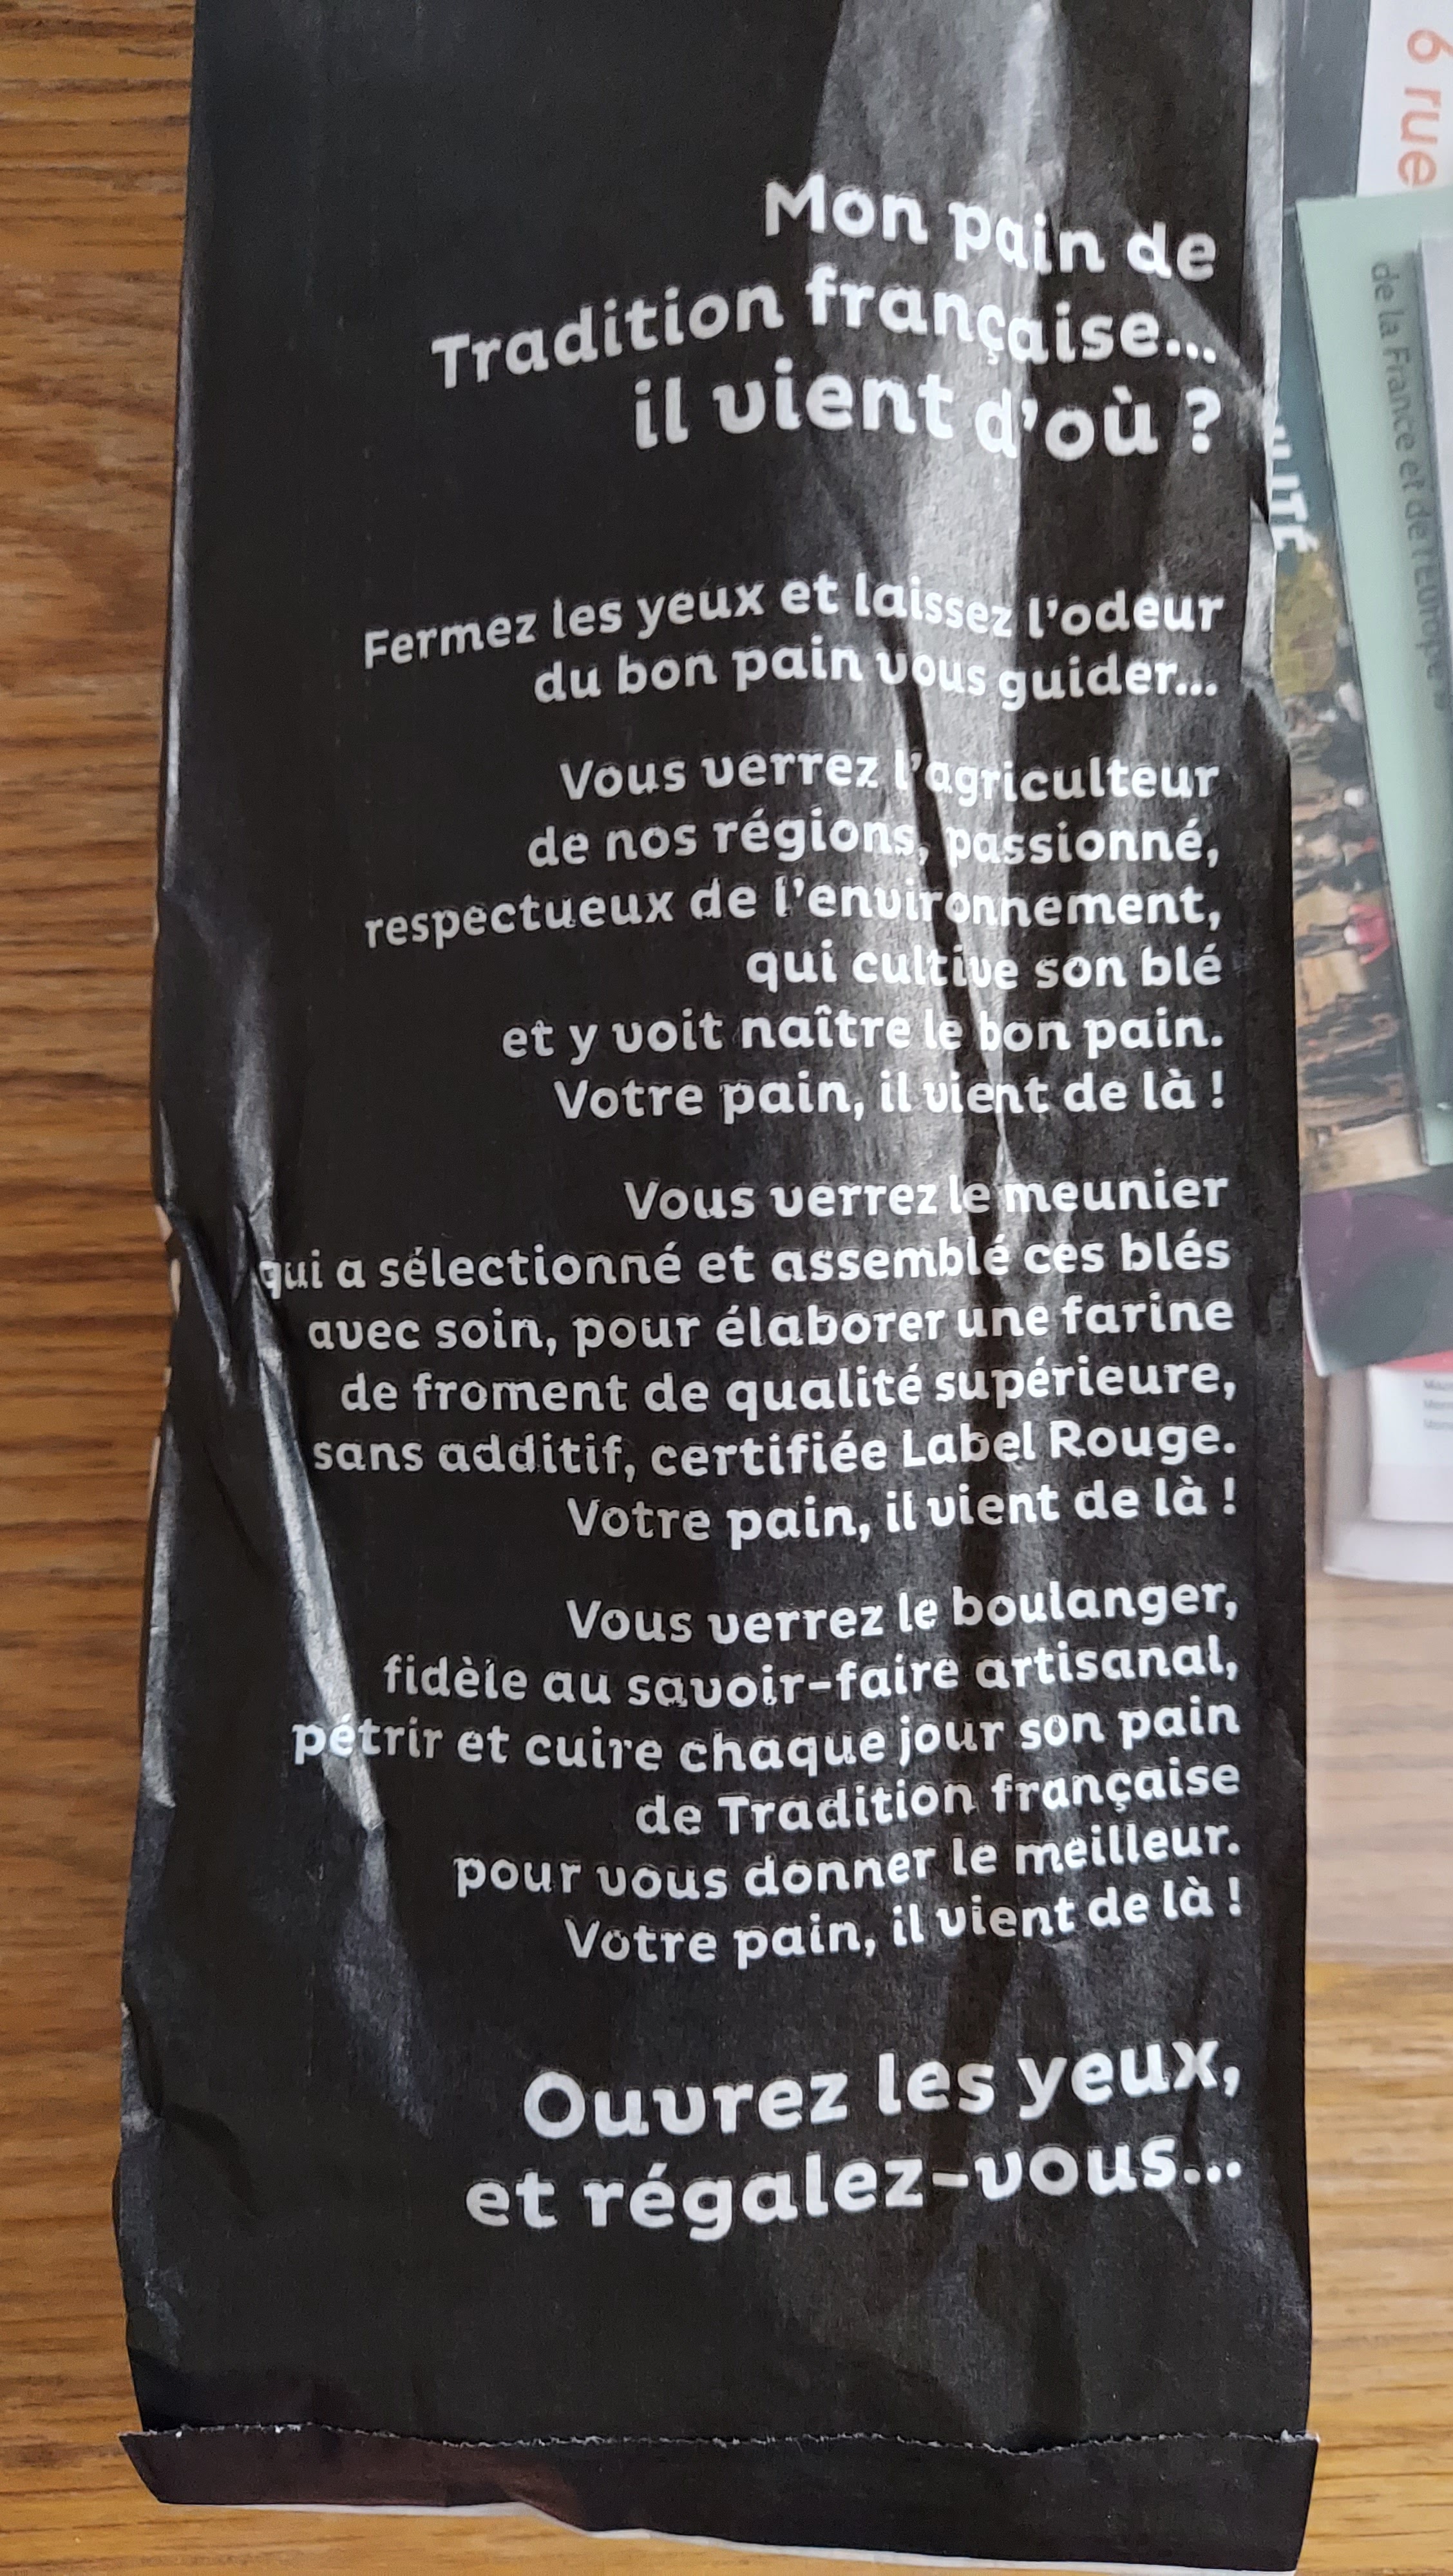 Mon pain de
Tradition française...
il vient d'où ?
Fermez les yeux et laissez l'odeur
du bon pain vous guider...
Vous verrez l'agriculteur
de nos régions, passionné,
respectueux de l'environnement,
qui cultive son blé
et y voit naître le bon pain.
Votre pain, il vient de là !
Vous verrez le meunier
qui a sélectionné et assemblé ces blés
avec soin, pour élaborer une farine
de froment de qualité supérieure,
sans additif, certifiée Label Rouge.
Votre pain, il vient de là !
Vous verrez le boulanger,
fidèle au savoir-faire artisanal,
pétrir et cuire chaque jour son pain
de Tradition française
pour vous donner le meilleur.
Votre pain, il vient de là !
Ouvrez les yeux,
et régalez-vous...
6 rue
de la France et de l'Europe »